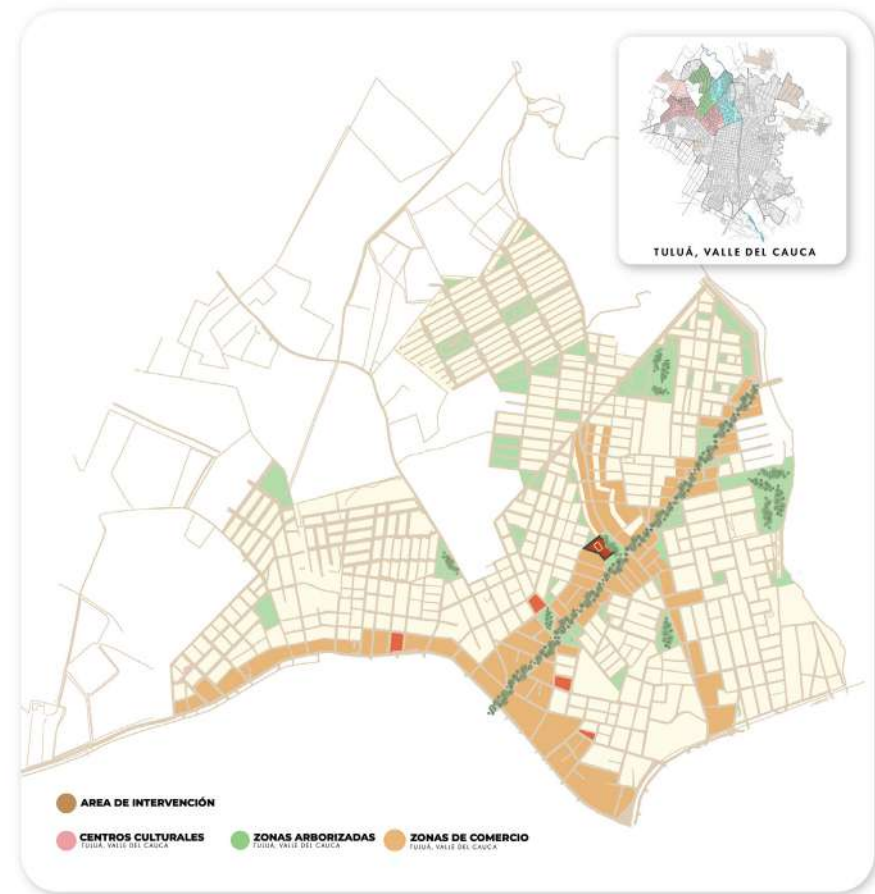 TULUÁ, VALLE DEL CAUCA
AREA DE INTERVENCIÓN
CENTROS CULTURALES
TULUÁ, VALLE DEL CAUCA
ZONAS ARBORIZADAS
TULUÁ, VALLE DEL CAUCA
ZONAS DE COMERCIO
TULUÁ, VALLE DEL CAUCA